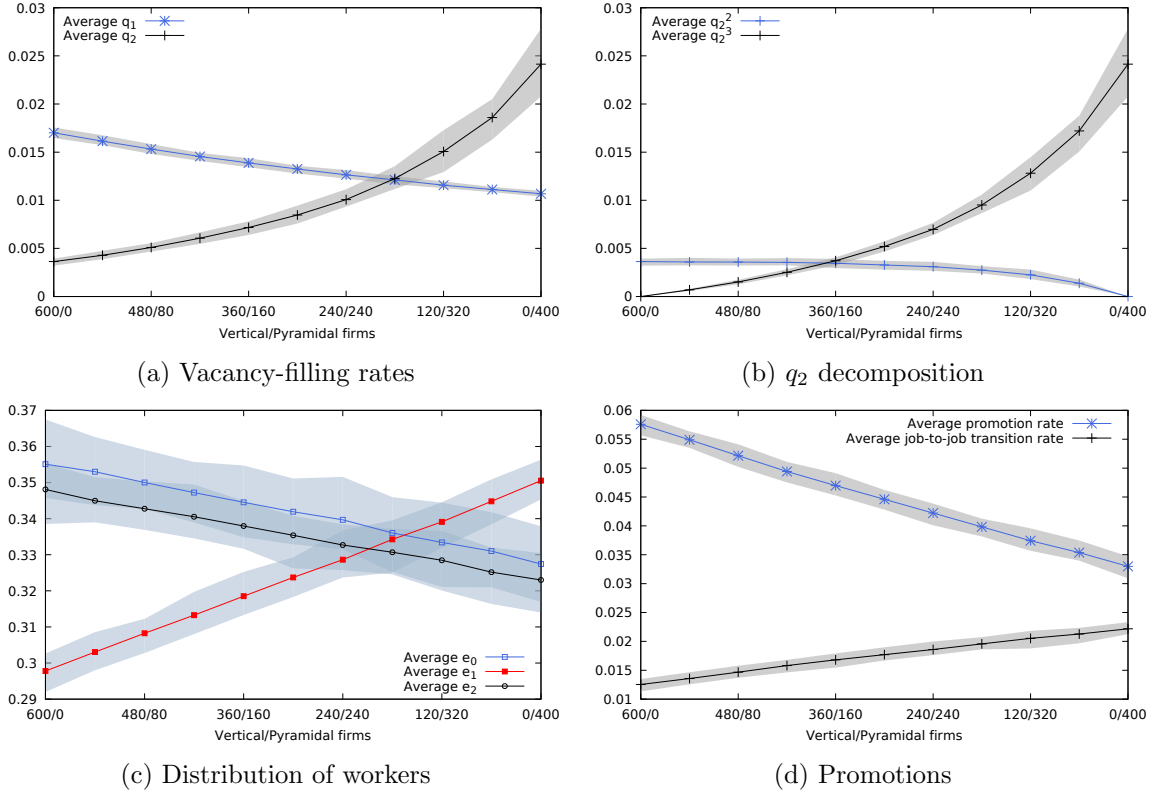 Average q1
Average q2
0.03
0.025
0.02
0.015
0.01
0.005
0
600/0 480/80 360/160 240/240 120/320 0/400
Vertical/Pyramidal firms
(a) Vacancy-filling rates
Average q2^2
Average q2^3
0.03
0.025
0.02
0.015
0.01
0.005
0
600/0 480/80 360/160 240/240 120/320 0/400
Vertical/Pyramidal firms
(b) q2 decomposition
0.37
0.36
0.35
0.34
0.33
0.32
0.31
0.3
0.29
Average e0
Average e1
Average e2
600/0 480/80 360/160 240/240 120/320 0/400
Vertical/Pyramidal firms
(c) Distribution of workers
Average promotion rate
Average job-to-job transition rate
0.06
0.055
0.05
0.045
0.04
0.035
0.03
0.025
0.02
0.015
0.01
600/0 480/80 360/160 240/240 120/320 0/400
Vertical/Pyramidal firms
(d) Promotions